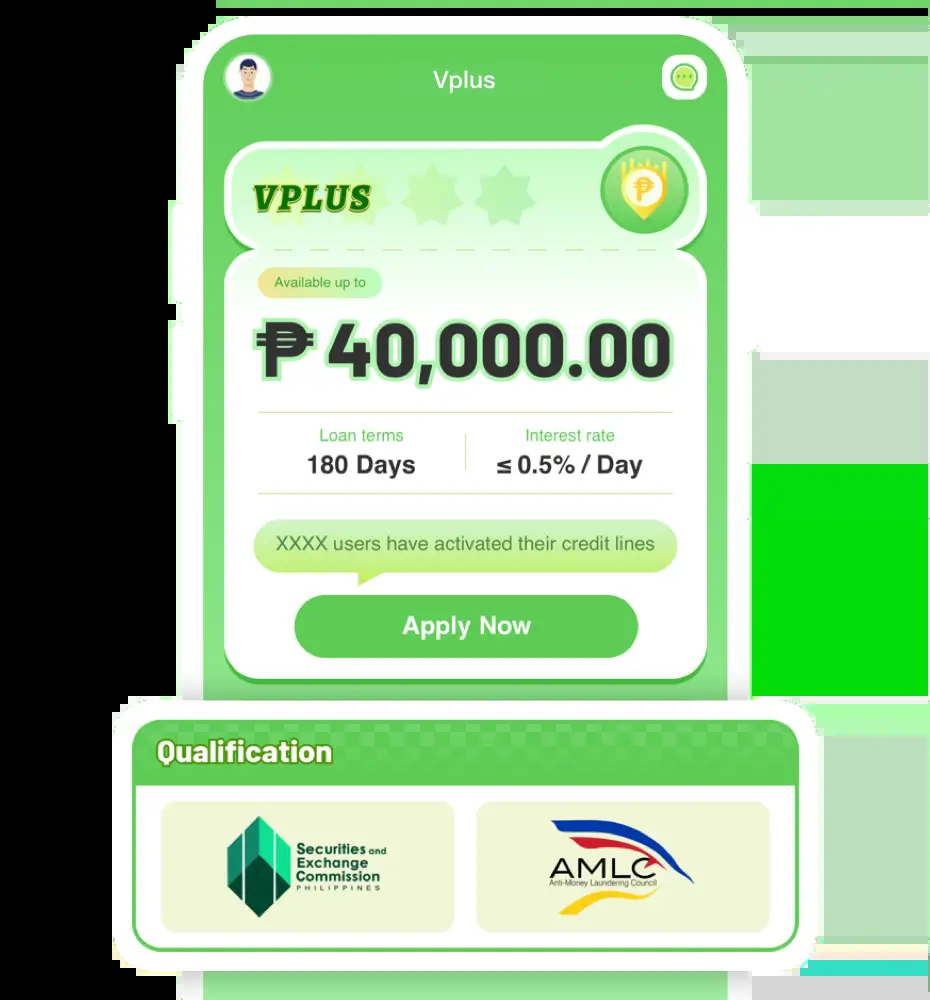 Vplus
VPLUS
Available up to
₱ 40,000.00
Loan terms
180 Days
Interest rate
≤ 0.5% / Day
XXXX users have activated their credit lines
Apply Now
Qualification
Securities and
Exchange
Commission
PHILIPPINES
AMLC
Anti-Money Laundering Council